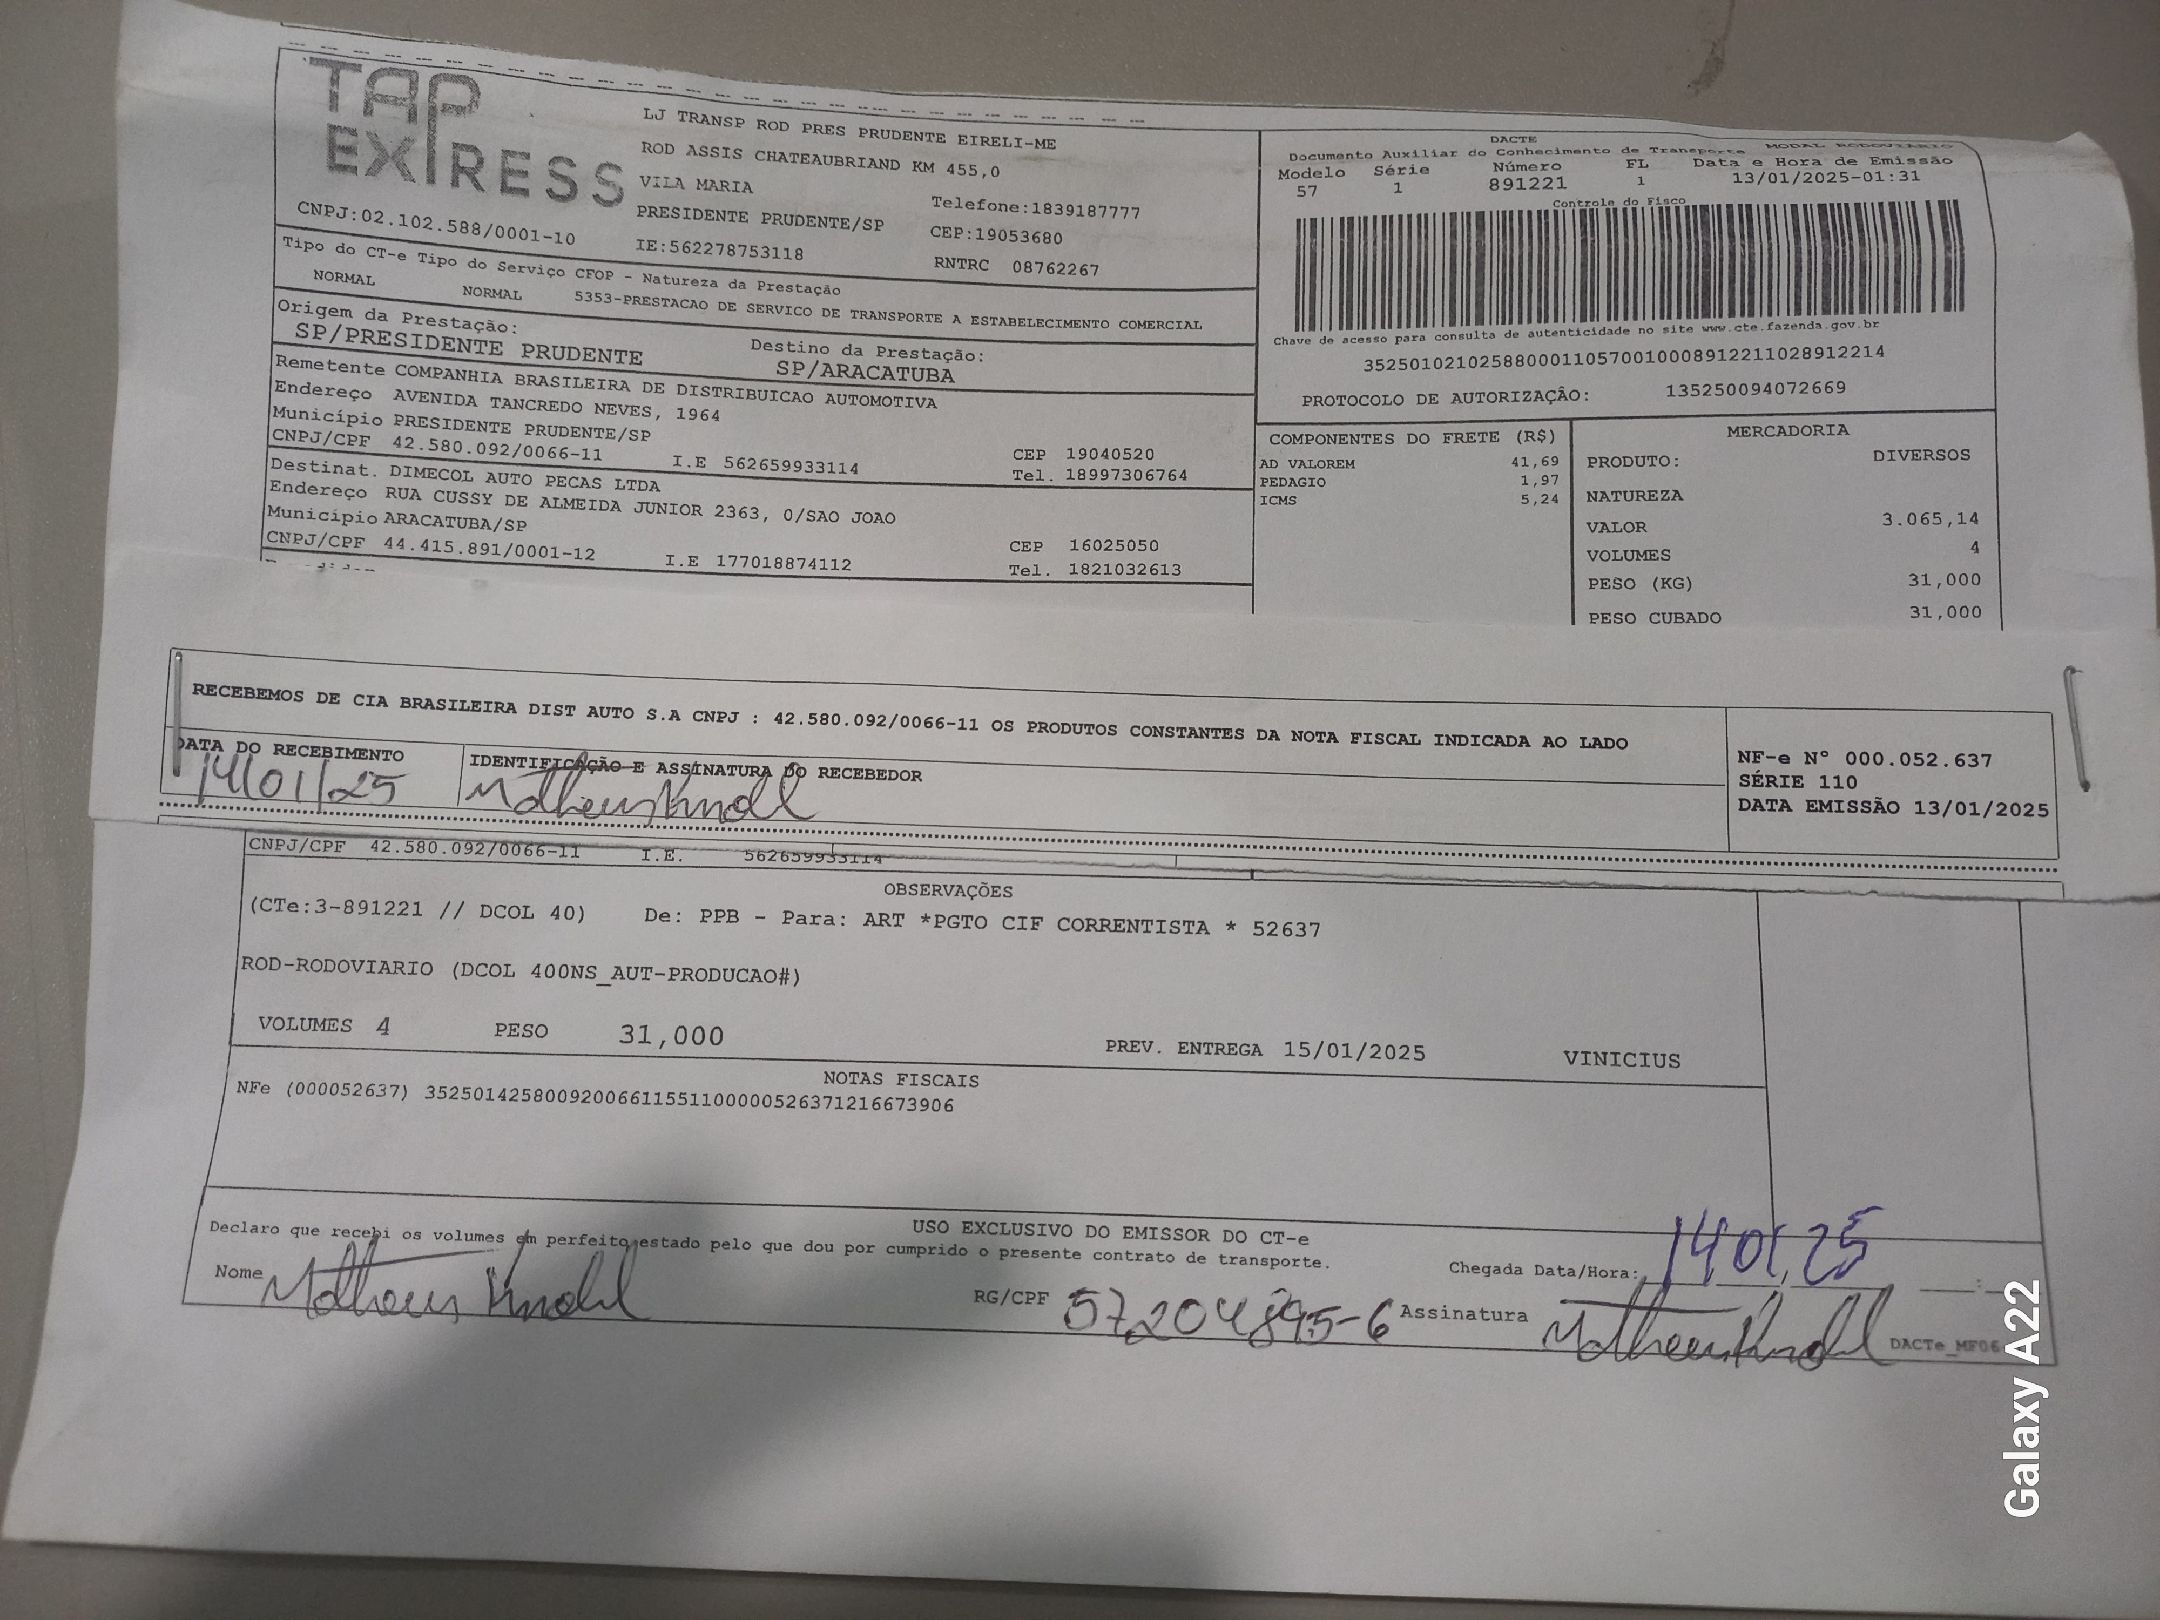 TAP
EXPRESS
LJ TRANSP ROD PRES PRUDENTE EIRELI-ME
ROD ASSIS CHATEAUBRIAND KM 455,0
VILA MARIA
Telefone:1839187777
PRESIDENTE PRUDENTE/SP
CEP:19053680
CNPJ:02.102.588/0001-10
IE:562278753118
RNTRC 08762267
DACTE
Documento Auxiliar do Conhecimento de Transporte MODAL RODOVIARIO
Modelo Série Número FL Data e Hora de Emissão
57 1 891221 1 13/01/2025-01:31
Controle do Fisco
Chave de acesso para consulta de autenticidade no site www.cte.fazenda.gov.br
35250102102588000110570010008912211028912214
PROTOCOLO DE AUTORIZAÇÂO: 135250094072669
Tipo do CT-e Tipo do Serviço CFOP - Natureza da Prestação
NORMAL NORMAL 5353-PRESTACAO DE SERVICO DE TRANSPORTE A ESTABELECIMENTO COMERCIAL
Origem da Prestação:
SP/PRESIDENTE PRUDENTE
Destino da Prestação:
SP/ARACATUBA
Remetente COMPANHIA BRASILEIRA DE DISTRIBUICAO AUTOMOTIVA
Endereço AVENIDA TANCREDO NEVES, 1964
Município PRESIDENTE PRUDENTE/SP
CEP 19040520
CNPJ/CPF 42.580.092/0066-11 I.E 562659933114 Tel. 18997306764
Destinat. DIMECOL AUTO PECAS LTDA
Endereço RUA CUSSY DE ALMEIDA JUNIOR 2363, 0/SAO JOAO
Município ARACATUBA/SP
CEP 16025050
CNPJ/CPF 44.415.891/0001-12 I.E 177018874112 Tel. 1821032613
COMPONENTES DO FRETE (R$)
AD VALOREM 41,69
PEDAGIO 1,97
ICMS 5,24
MERCADORIA
PRODUTO: DIVERSOS
NATUREZA
VALOR 3.065,14
VOLUMES 4
PESO (KG) 31,000
PESO CUBADO 31,000
RECEBEMOS DE CIA BRASILEIRA DIST AUTO S.A CNPJ : 42.580.092/0066-11 OS PRODUTOS CONSTANTES DA NOTA FISCAL INDICADA AO LADO
DATA DO RECEBIMENTO
14/01/25
IDENTIFICAÇÃO E ASSINATURA DO RECEBEDOR
Matheus
NF-e Nº 000.052.637
SÉRIE 110
DATA EMISSÃO 13/01/2025
CNPJ/CPF 42.580.092/0066-11 I.E. 562659933114
OBSERVAÇÕES
(CTe:3-891221 // DCOL 40) De: PPB - Para: ART *PGTO CIF CORRENTISTA * 52637
ROD-RODOVIARIO (DCOL 400NS_AUT-PRODUCAO#)
VOLUMES 4 PESO 31,000 PREV. ENTREGA 15/01/2025 VINICIUS
NOTAS FISCAIS
NFe (000052637) 35250142580092006611551100000526371216673906
USO EXCLUSIVO DO EMISSOR DO CT-e
Declaro que recebi os volumes em perfeito estado pelo que dou por cumprido o presente contrato de transporte.
Nome Matheus
RG/CPF 57204895-6
Chegada Data/Hora: 14,01,25 :
Assinatura Matheus
DACTe_MF06
Galaxy A22